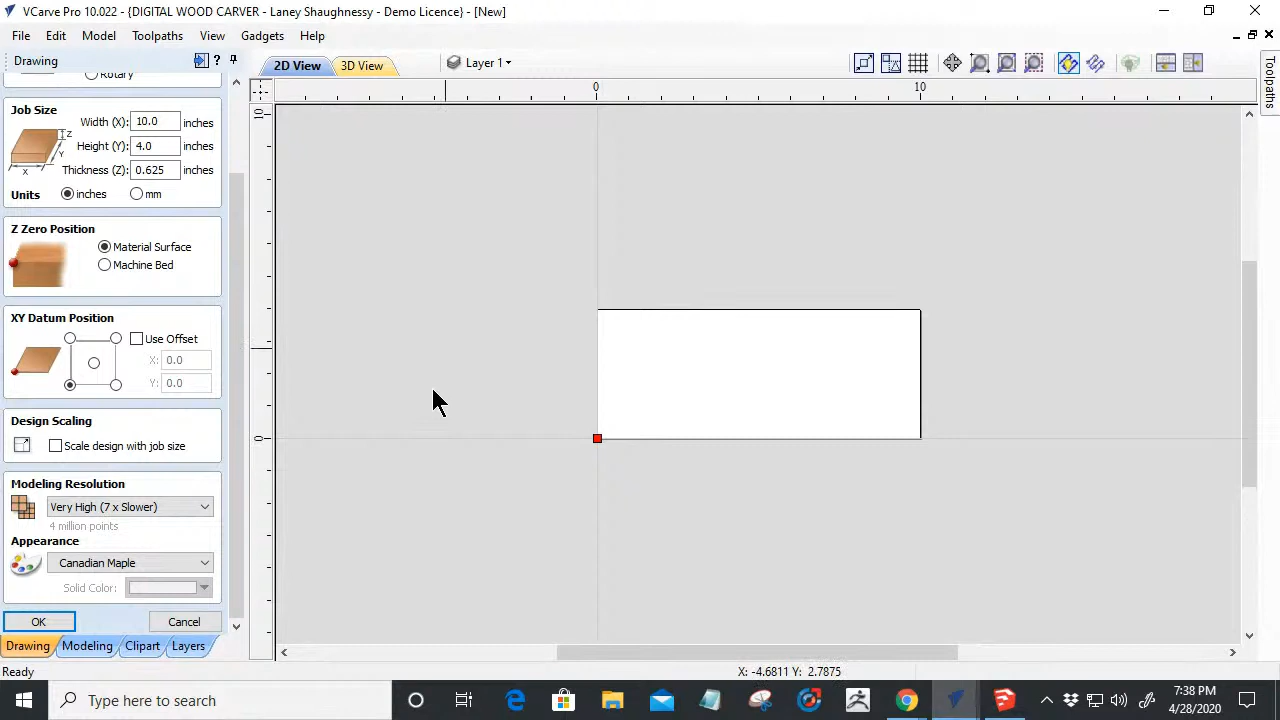 VCarve Pro 10.022 - {DIGITAL WOOD CARVER - Laney Shaughnessy - Demo Licence} - [New]
File Edit Model Toolpaths View Gadgets Help
Drawing
2D View 3D View Layer 1
Rotary
Job Size
Width (X): 10.0 inches
Height (Y): 4.0 inches
Thickness (Z): 0.625 inches
Z
Y
X
Units inches mm
Z Zero Position
Material Surface
Machine Bed
XY Datum Position
Use Offset
X: 0.0
Y: 0.0
Design Scaling
Scale design with job size
Modeling Resolution
Very High (7 x Slower)
4 million points
Appearance
Canadian Maple
Solid Color:
OK Cancel
Drawing Modeling Clipart Layers
0 10
10
0
Toolpaths
Ready X: -4.6811 Y: 2.7875
Type here to search
7:38 PM
4/28/2020